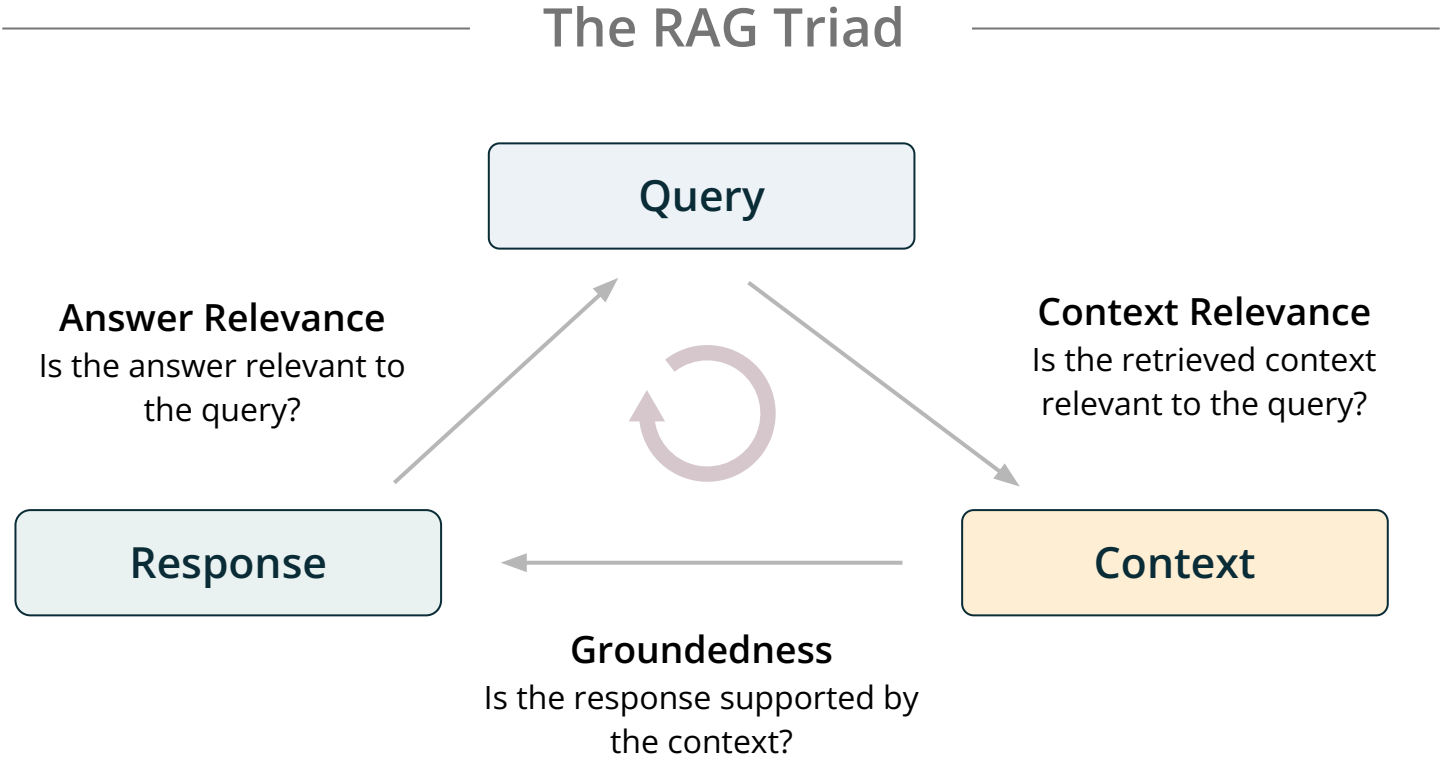 The RAG Triad
Query
Answer Relevance
Is the answer relevant to
the query?
Context Relevance
Is the retrieved context
relevant to the query?
Response
Context
Groundedness
Is the response supported by
the context?